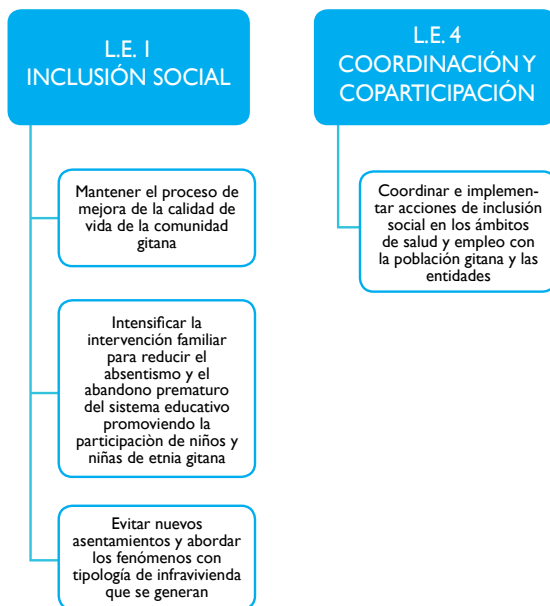 L.E. 1
INCLUSIÓN SOCIAL
Mantener el proceso de
mejora de la calidad de
vida de la comunidad
gitana
Intensificar la
intervención familiar
para reducir el
absentismo y el
abandono prematuro
del sistema educativo
promoviendo la
participaciòn de niños y
niñas de etnia gitana
Evitar nuevos
asentamientos y abordar
los fenómenos con
tipología de infravivienda
que se generan
L.E. 4
COORDINACIÓN Y
COPARTICIPACIÓN
Coordinar e implemen-
tar acciones de inclusión
social en los ámbitos
de salud y empleo con
la población gitana y las
entidades